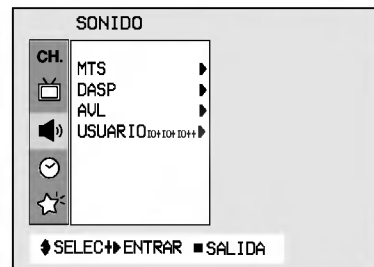 SONIDO
CH.
MTS
DASP
AVL
USUARIO
SELEC ENTRAR SALIDA